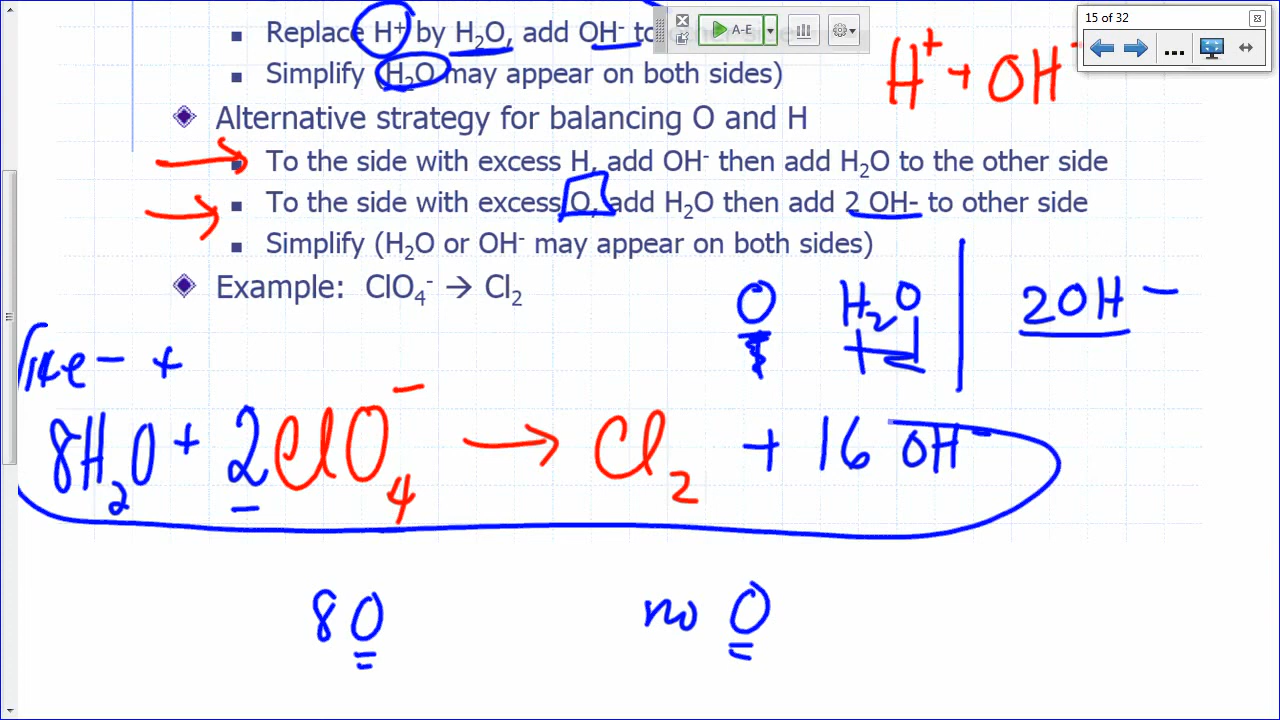 15 of 32
A-E
Replace H⁺ by H₂O, add OH⁻ to
Simplify (H₂O may appear on both sides)
H⁺ + OH⁻
Alternative strategy for balancing O and H
To the side with excess H, add OH⁻ then add H₂O to the other side
To the side with excess O, add H₂O then add 2 OH- to other side
Simplify (H₂O or OH⁻ may appear on both sides)
Example: ClO₄⁻ → Cl₂
O H₂O | 2OH⁻
14e⁻ +
8H₂O + 2ClO₄⁻ → Cl₂ + 16 OH⁻
8 O no O